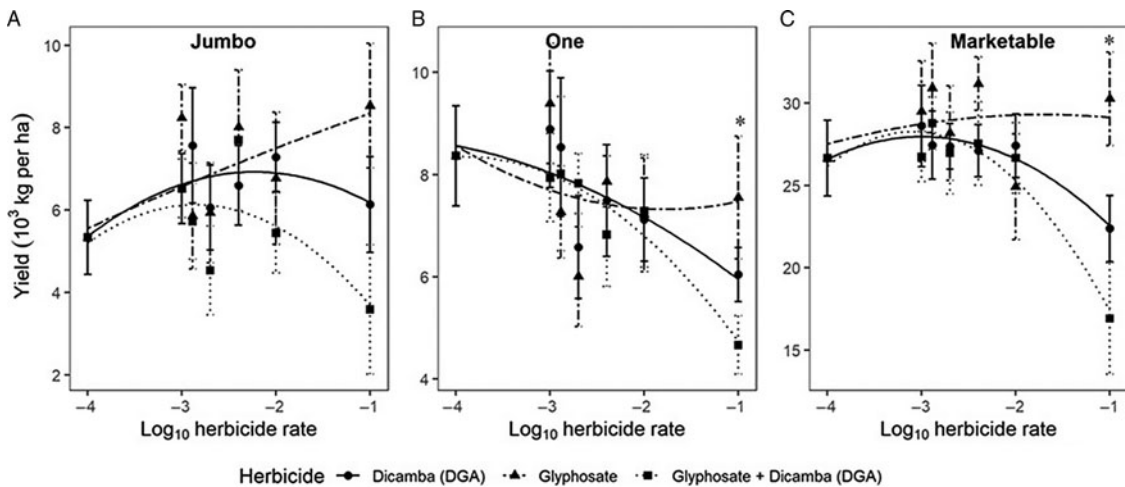 A
B
C
Jumbo
One
Marketable
*
*
Yield (10³ kg per ha)
10
8
6
4
2
10
8
6
4
30
25
20
15
−4 −3 −2 −1
−4 −3 −2 −1
−4 −3 −2 −1
Log₁₀ herbicide rate
Log₁₀ herbicide rate
Log₁₀ herbicide rate
Herbicide Dicamba (DGA) Glyphosate Glyphosate + Dicamba (DGA)